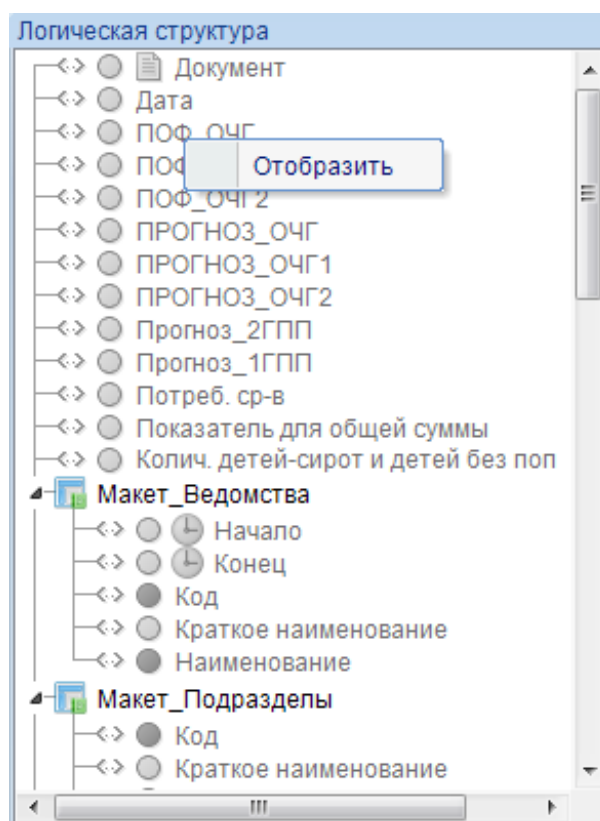 Логическая структура
Документ
Дата
ПОФ_ОЧГ
ПОФ
Отобразить
ПОФ_ОЧГ2
ПРОГНОЗ_ОЧГ
ПРОГНОЗ_ОЧГ1
ПРОГНОЗ_ОЧГ2
Прогноз_2ГПП
Прогноз_1ГПП
Потреб. ср-в
Показатель для общей суммы
Колич. детей-сирот и детей без поп
Макет_Ведомства
Начало
Конец
Код
Краткое наименование
Наименование
Макет_Подразделы
Код
Краткое наименование